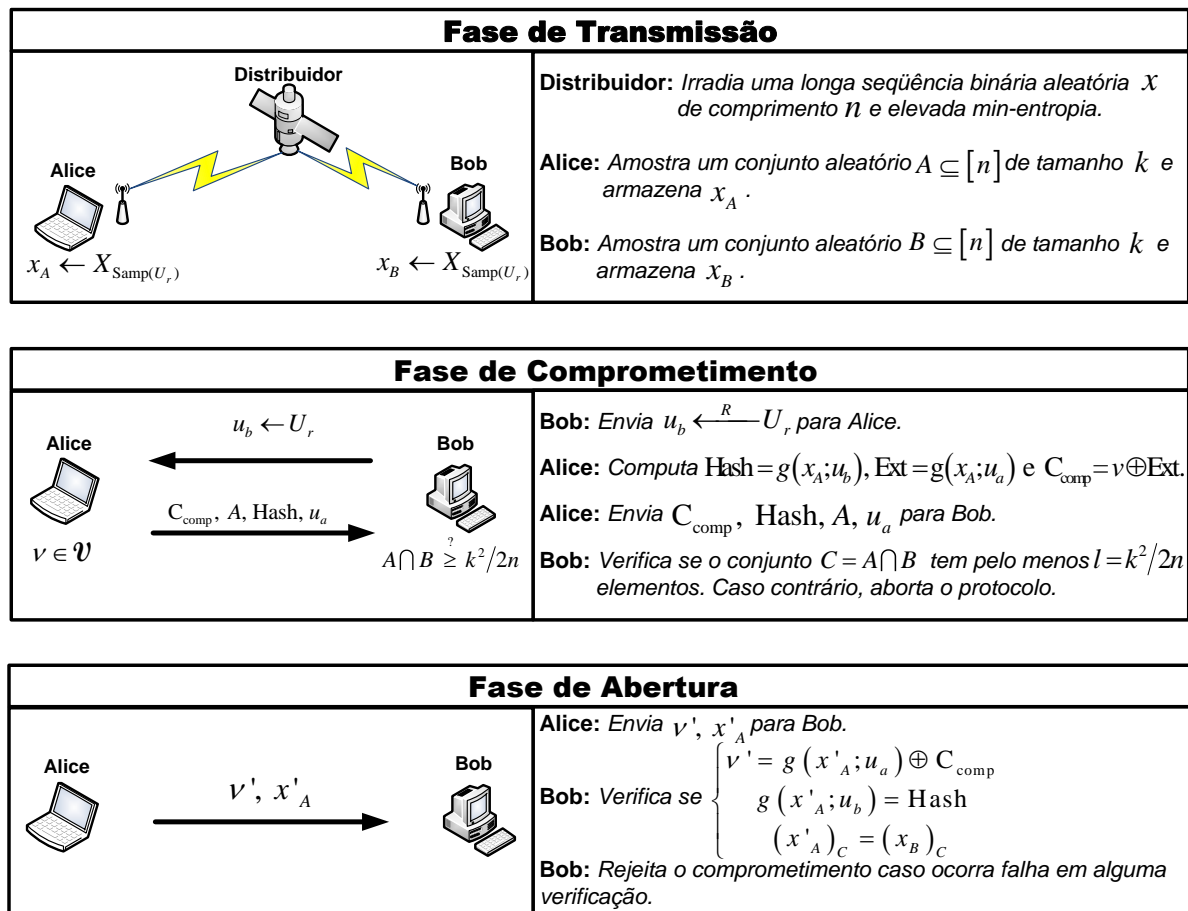 Fase de Transmissão
Distribuidor
Alice
Bob
x_A ← X_Samp(U_r)
x_B ← X_Samp(U_r)
Distribuidor: Irradia uma longa seqüência binária aleatória x
de comprimento n e elevada min-entropia.
Alice: Amostra um conjunto aleatório A ⊆ [n] de tamanho k e
armazena x_A .
Bob: Amostra um conjunto aleatório B ⊆ [n] de tamanho k e
armazena x_B .
Fase de Comprometimento
u_b ← U_r
Alice
Bob
C_comp, A, Hash, u_a
ν ∈ 𝒱
A ∩ B ≥? k²/2n
Bob: Envia u_b ←R U_r para Alice.
Alice: Computa Hash = g(x_A;u_b), Ext = g(x_A;u_a) e C_comp = ν⊕Ext.
Alice: Envia C_comp, Hash, A, u_a para Bob.
Bob: Verifica se o conjunto C = A ∩ B tem pelo menos l = k²/2n
elementos. Caso contrário, aborta o protocolo.
Fase de Abertura
Alice
Bob
ν', x'_A
Alice: Envia ν', x'_A para Bob.
ν' = g(x'_A;u_a) ⊕ C_comp
Bob: Verifica se { g(x'_A;u_b) = Hash
(x'_A)_C = (x_B)_C
Bob: Rejeita o comprometimento caso ocorra falha em alguma
verificação.